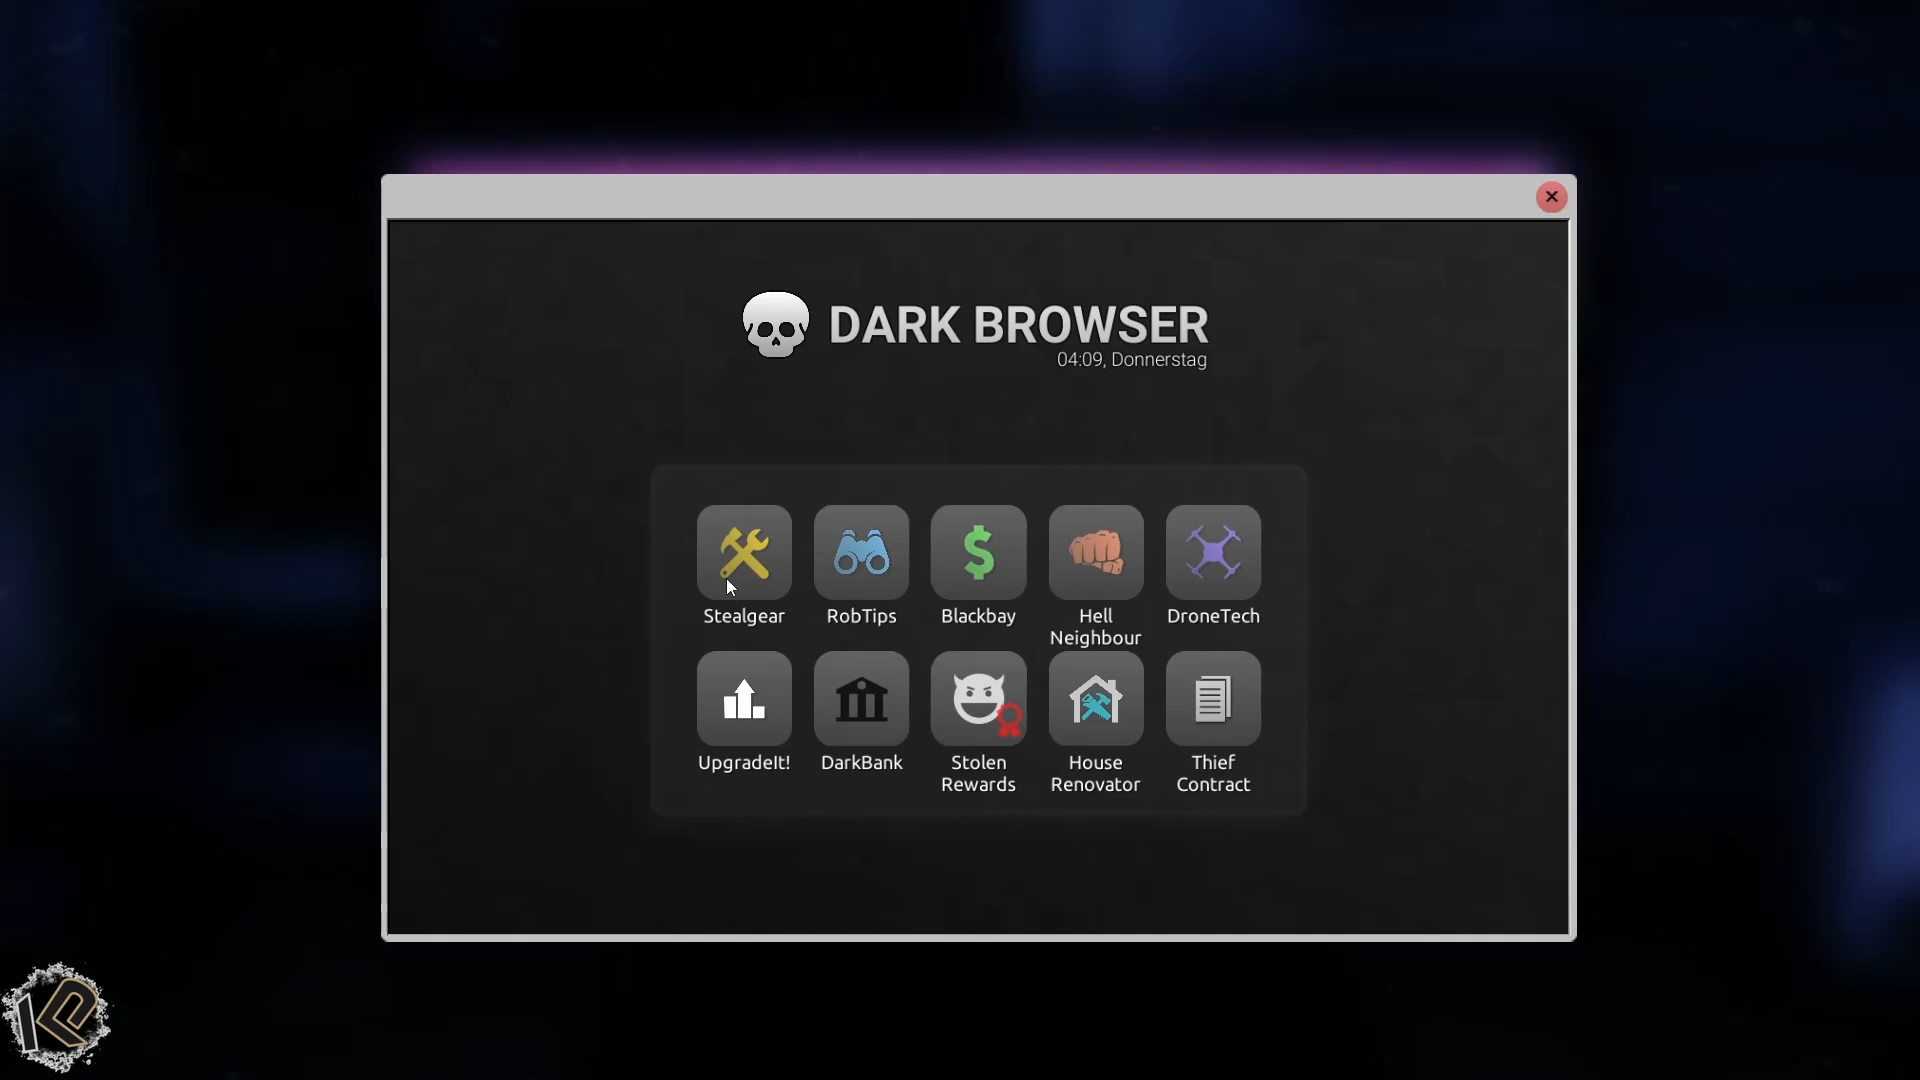 DARK BROWSER
04:09, Donnerstag
Stealgear
RobTips
Blackbay
Hell
Neighbour
DroneTech
UpgradeIt!
DarkBank
Stolen
Rewards
House
Renovator
Thief
Contract